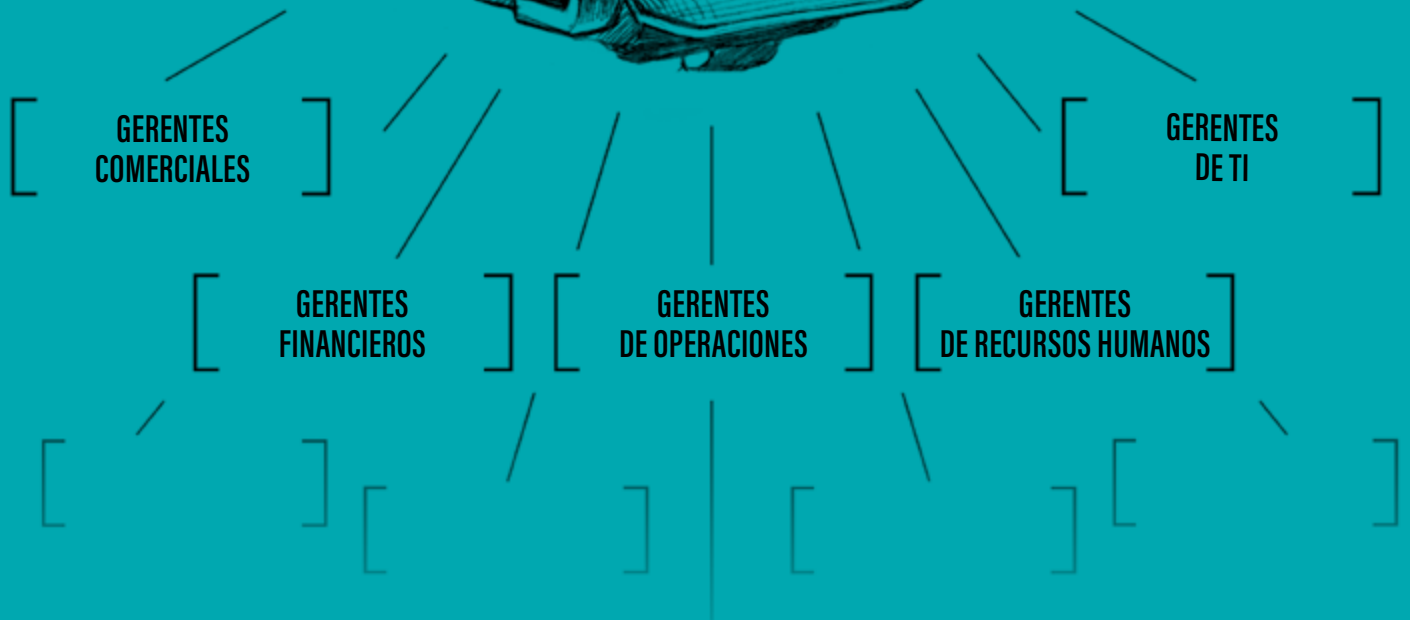 GERENTES
COMERCIALES
GERENTES
DE TI
GERENTES
FINANCIEROS
GERENTES
DE OPERACIONES
GERENTES
DE RECURSOS HUMANOS